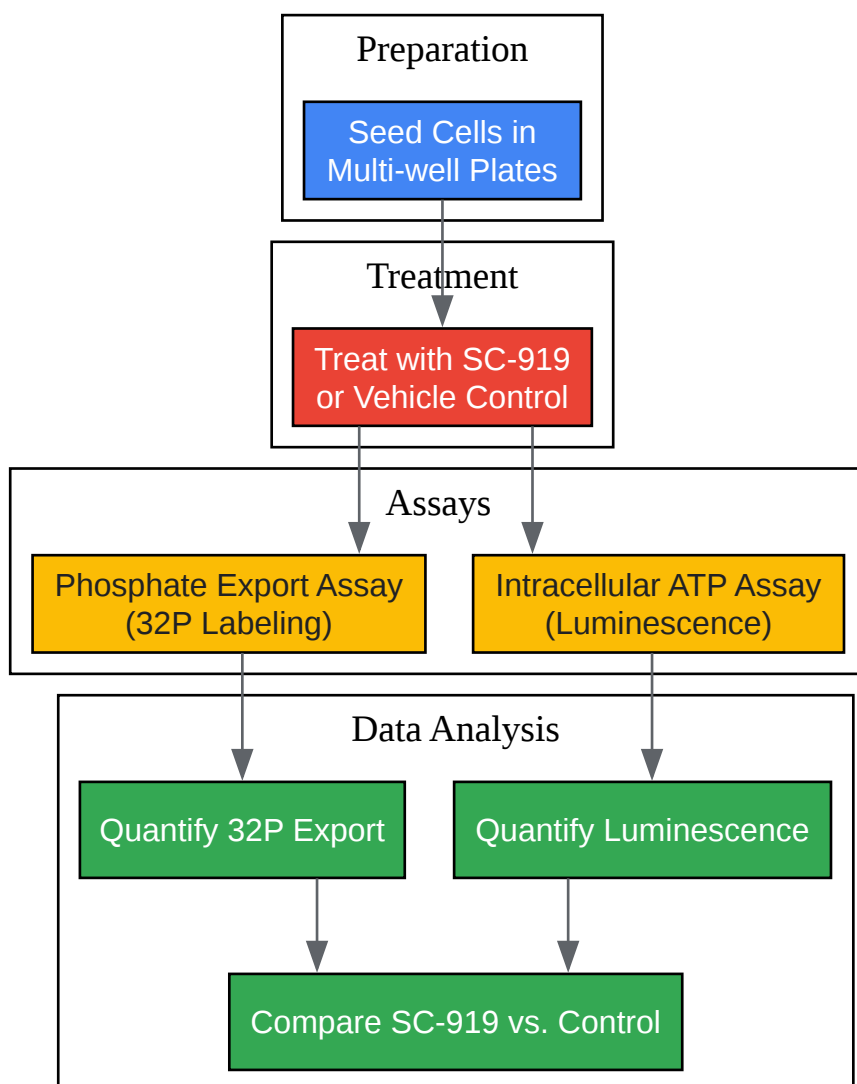 Preparation
Seed Cells in
Multi-well Plates
Treatment
Treat with SC-919
or Vehicle Control
Assays
Phosphate Export Assay
(32P Labeling)
Intracellular ATP Assay
(Luminescence)
Data Analysis
Quantify 32P Export
Quantify Luminescence
Compare SC-919 vs. Control